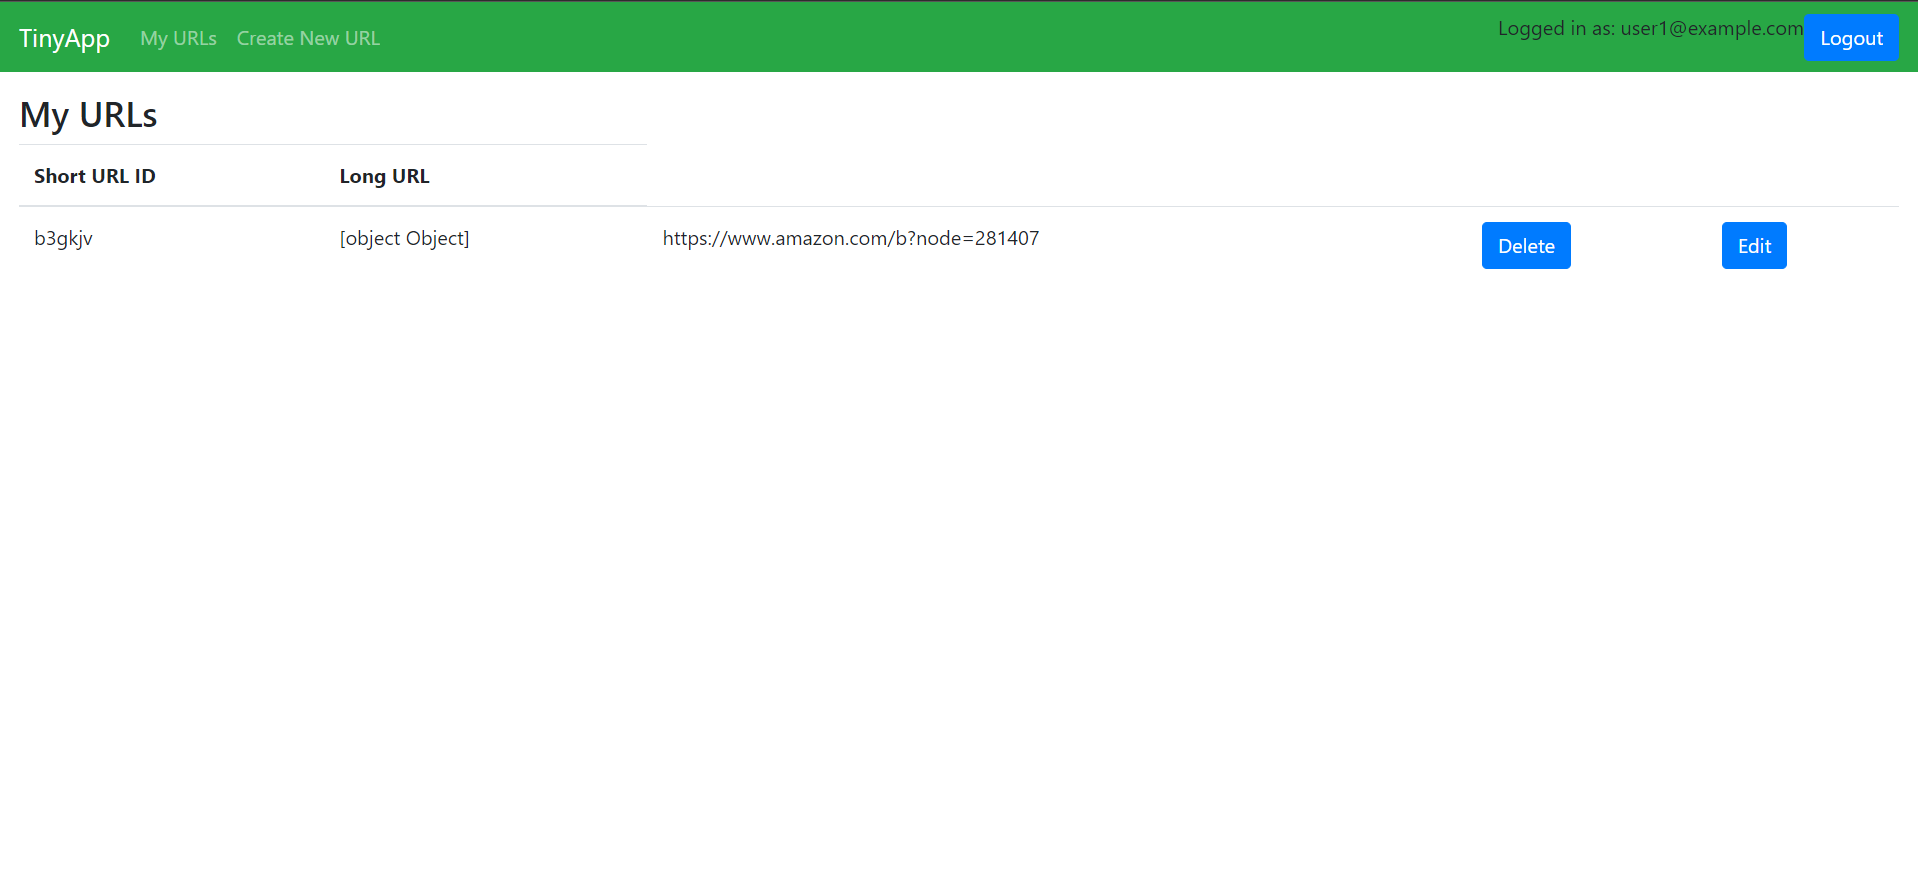 TinyApp My URLs Create New URL Logged in as: user1@example.com Logout
My URLs
Short URL ID Long URL
b3gkjv [object Object] https://www.amazon.com/b?node=281407 Delete Edit